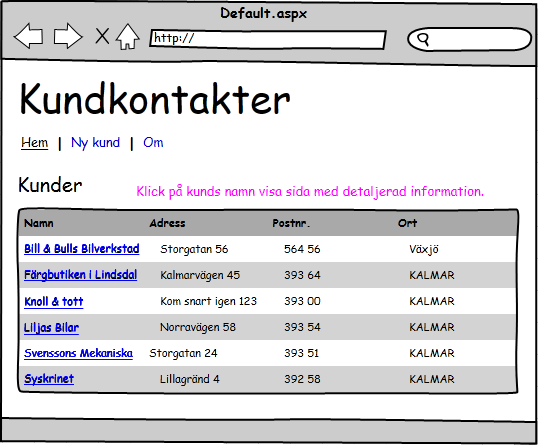 Default.aspx
http://
Kundkontakter
Hem | Ny kund | Om
Kunder
Klick på kunds namn visa sida med detaljerad information.
Namn Adress Postnr. Ort
Bill & Bulls Bilverkstad Storgatan 56 564 56 Växjö
Färgbutiken i Lindsdal Kalmarvägen 45 393 64 KALMAR
Knoll & tott Kom snart igen 123 393 00 KALMAR
Liljas Bilar Norravägen 58 393 54 KALMAR
Svenssons Mekaniska Storgatan 24 393 51 KALMAR
Syskrinet Lillagränd 4 392 58 KALMAR